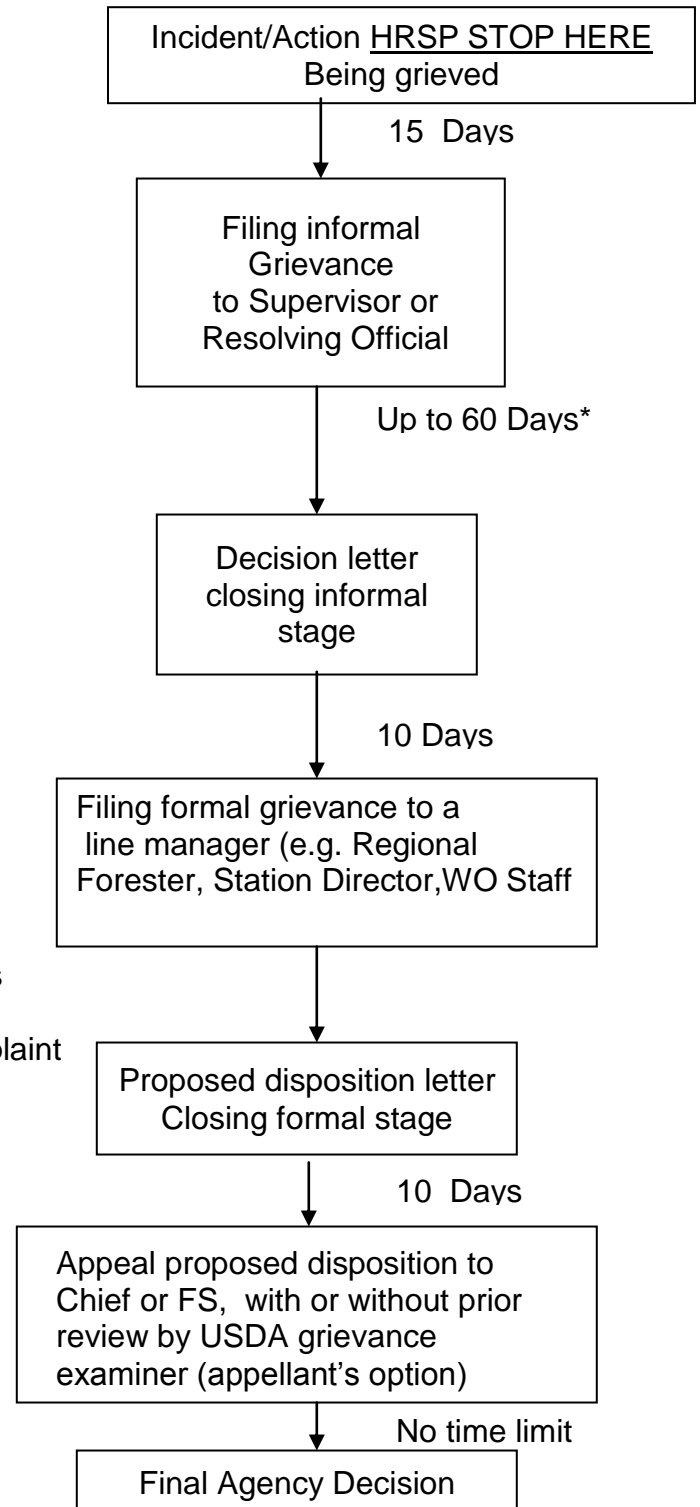 Incident/Action HRSP STOP HERE
Being grieved
15 Days
Filing informal
Grievance
to Supervisor or
Resolving Official
Up to 60 Days*
Decision letter
closing informal
stage
10 Days
Filing formal grievance to a
line manager (e.g. Regional
Forester, Station Director,WO Staff
s
plaint
Proposed disposition letter
Closing formal stage
10 Days
Appeal proposed disposition to
Chief or FS, with or without prior
review by USDA grievance
examiner (appellant's option)
No time limit
Final Agency Decision